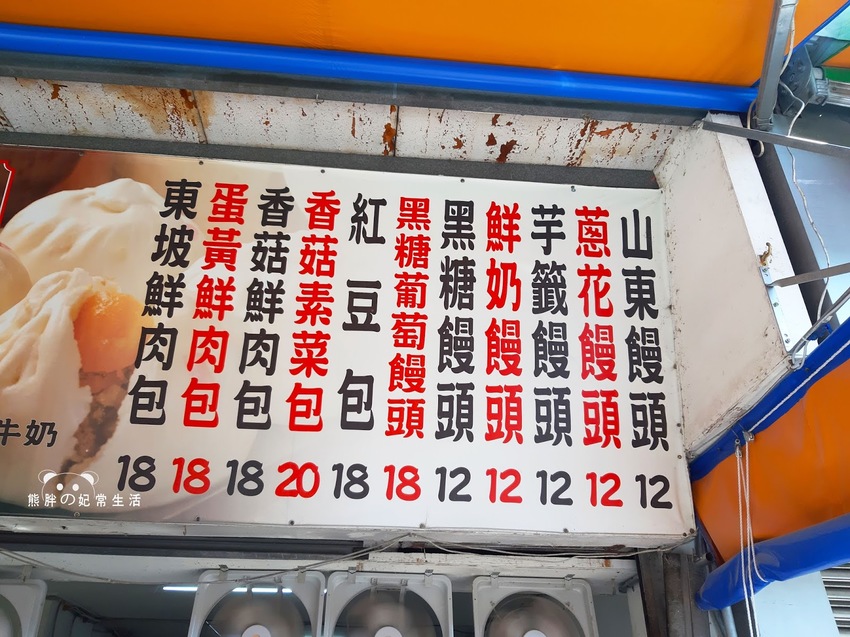 山東饅頭 12
蔥花饅頭 12
芋籤饅頭 12
鮮奶饅頭 12
黑糖饅頭 12
黑糖葡萄饅頭 18
紅豆包 18
香菇素菜包 20
香菇鮮肉包 18
蛋黃鮮肉包 18
東坡鮮肉包 18
牛奶
熊胖の妃常生活